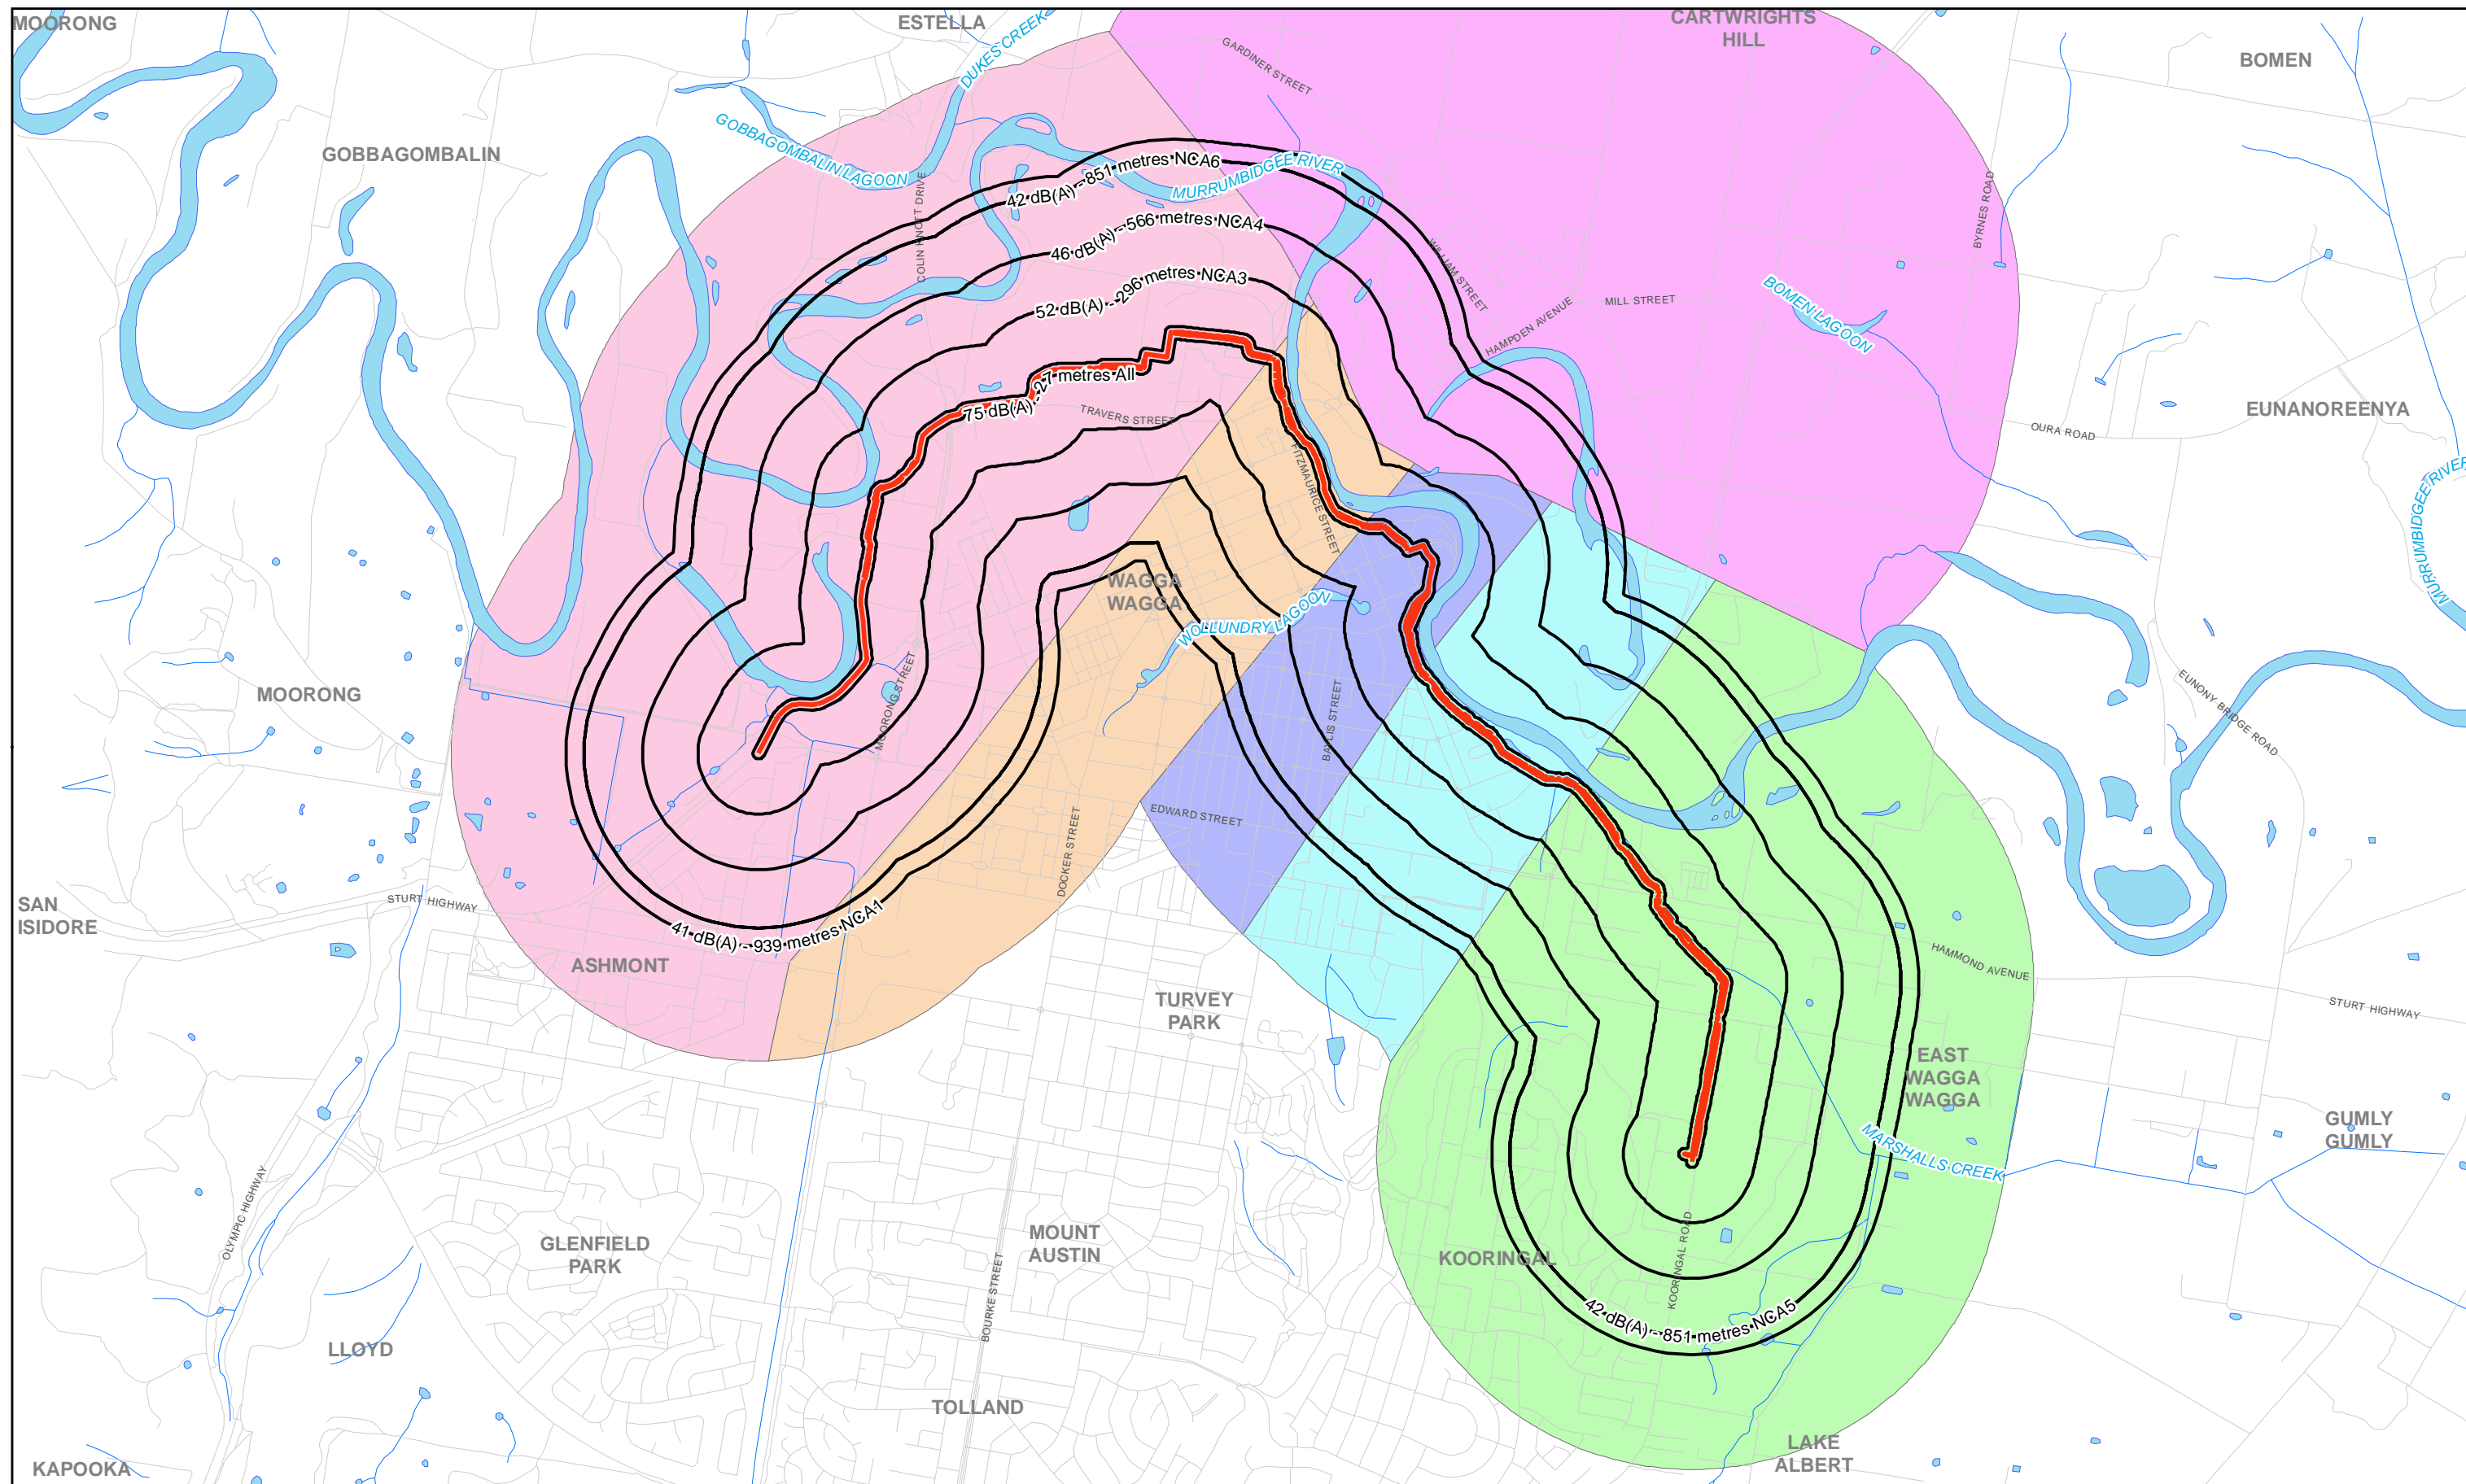 MOORONG
ESTELLA
DUKES CREEK
CARTWRIGHTS
HILL
GARDINER STREET
BOMEN
GOBBAGOMBALIN
GOBBAGOMBALIN LAGOON
COLIN KNOTT DRIVE
42 dB(A) - 851 metres NCA6
MURRUMBIDGEE RIVER
BYRNES ROAD
46 dB(A) - 566 metres NCA4
WILLIAM STREET
52 dB(A) - 296 metres NCA3
HAMPDEN AVENUE
MILL STREET
BOMEN LAGOON
75 dB(A) - 27 metres All
TRAVERS STREET
EUNANOREENYA
OURA ROAD
FITZMAURICE STREET
MURRUMBIDGEE RIVER
MURRUMBIDGEE RIVER
WAGGA
WAGGA
WOLLUNDRY LAGOON
MOORONG
MOORONG STREET
BAYLIS STREET
EUNONY BRIDGE ROAD
EDWARD STREET
DOCKER STREET
SAN
ISIDORE
STURT HIGHWAY
41 dB(A) - 939 metres NCA1
ASHMONT
HAMMOND AVENUE
TURVEY
PARK
STURT HIGHWAY
EAST
WAGGA
WAGGA
GUMLY
GUMLY
MARSHALLS CREEK
OLYMPIC HIGHWAY
GLENFIELD
PARK
MOUNT
AUSTIN
KOORINGAL
KOORINGAL ROAD
BOURKE STREET
42 dB(A) - 851 metres NCA5
LLOYD
TOLLAND
LAKE
ALBERT
KAPOOKA